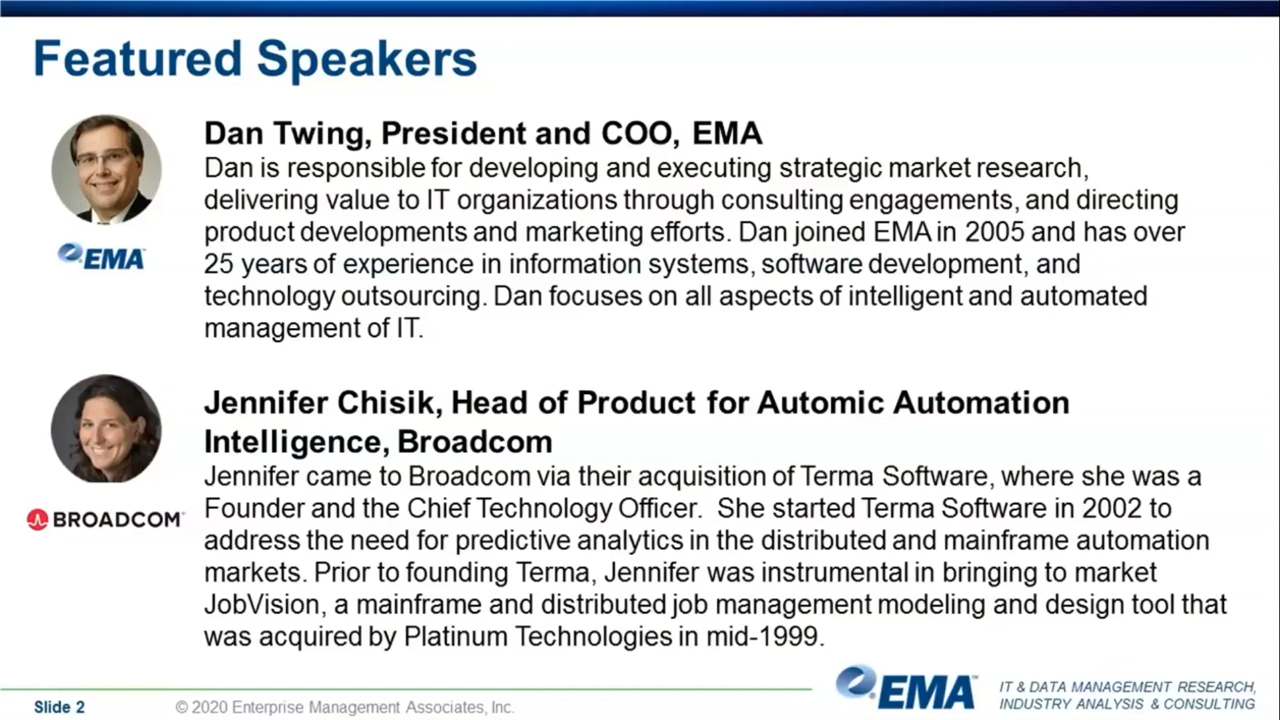 Featured Speakers
Dan Twing, President and COO, EMA
Dan is responsible for developing and executing strategic market research,
delivering value to IT organizations through consulting engagements, and directing
product developments and marketing efforts. Dan joined EMA in 2005 and has over
25 years of experience in information systems, software development, and
technology outsourcing. Dan focuses on all aspects of intelligent and automated
management of IT.
EMA™
Jennifer Chisik, Head of Product for Automic Automation
Intelligence, Broadcom
Jennifer came to Broadcom via their acquisition of Terma Software, where she was a
Founder and the Chief Technology Officer.  She started Terma Software in 2002 to
address the need for predictive analytics in the distributed and mainframe automation
markets. Prior to founding Terma, Jennifer was instrumental in bringing to market
JobVision, a mainframe and distributed job management modeling and design tool that
was acquired by Platinum Technologies in mid-1999.
BROADCOM®
Slide 2
© 2020 Enterprise Management Associates, Inc.
EMA™
IT & DATA MANAGEMENT RESEARCH,
INDUSTRY ANALYSIS & CONSULTING